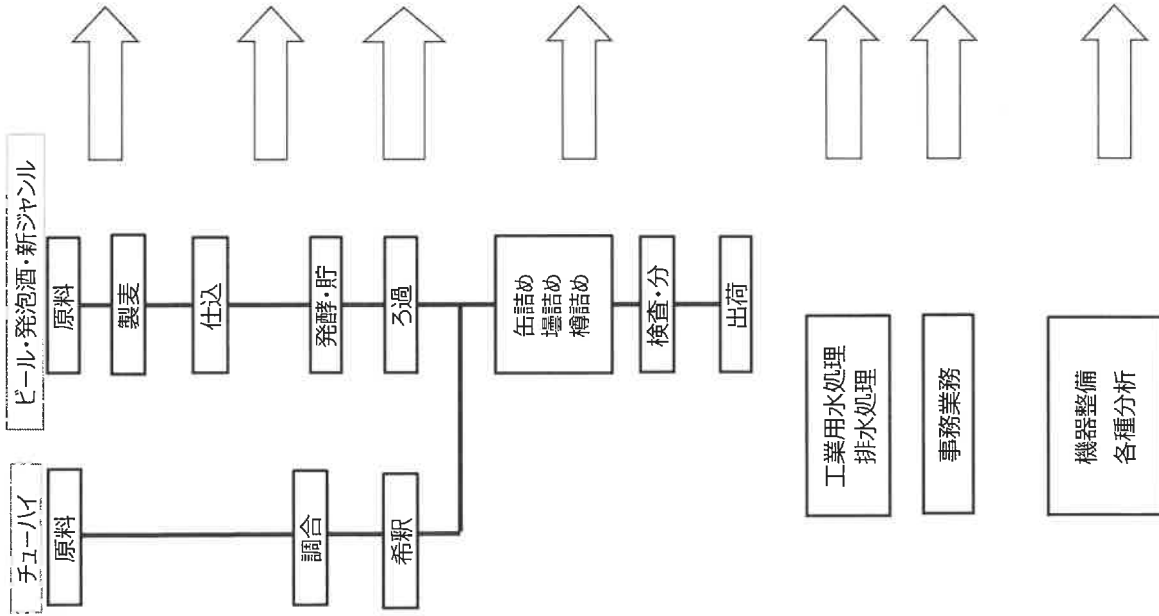 チューハイ
原料
調合
希釈
ビール・発泡酒・新ジャンル
原料
製麦
仕込
発酵・貯
ろ過
缶詰め
壜詰め
樽詰め
検査・分
出荷
工業用水処理
排水処理
事務業務
機器整備
各種分析